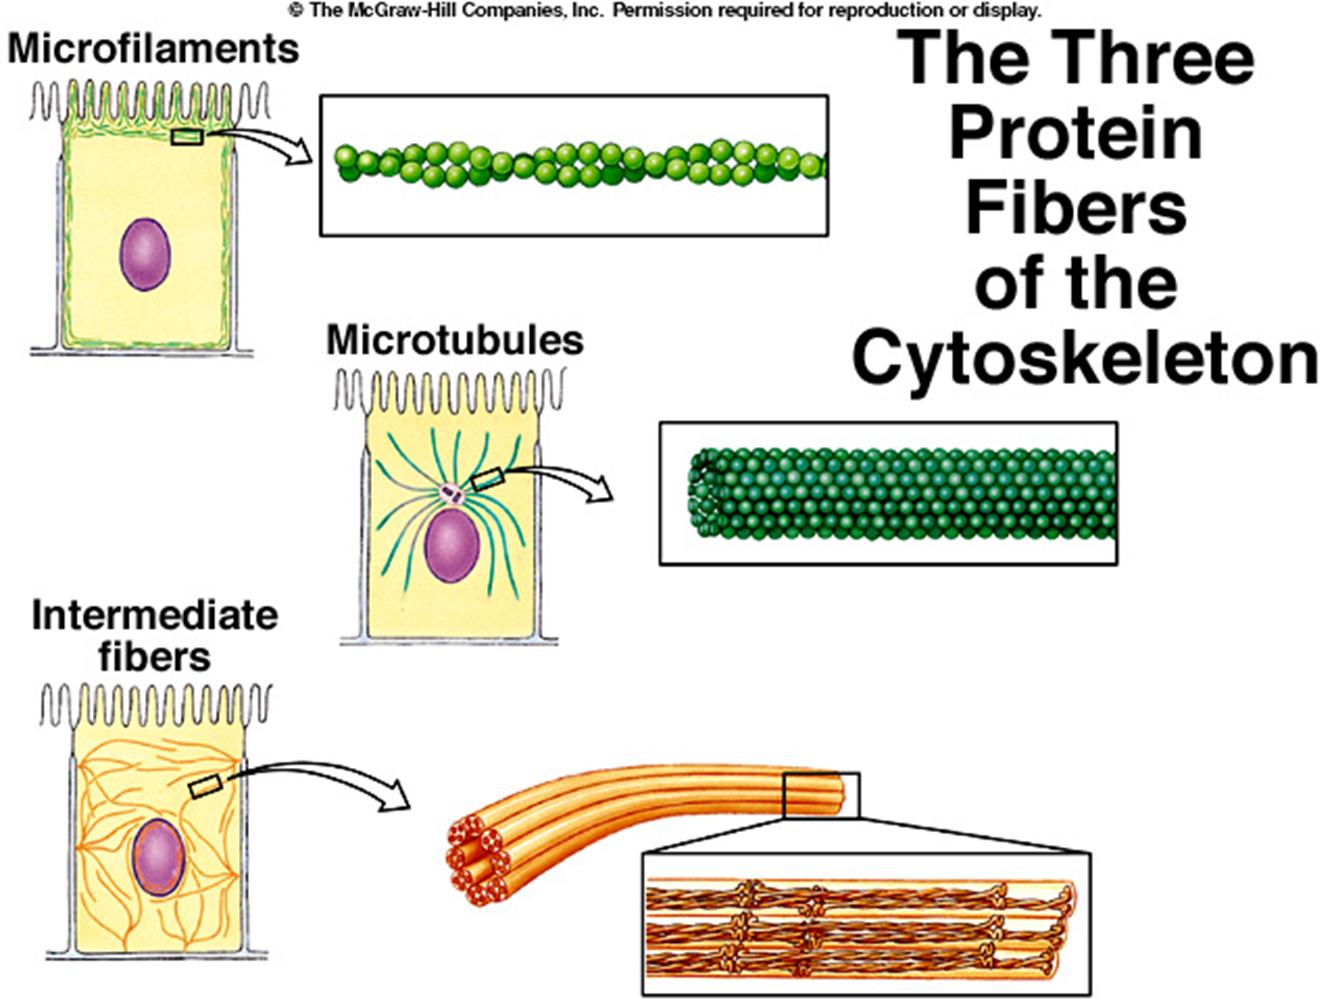 © The McGraw-Hill Companies, Inc. Permission required for reproduction or display.
Microfilaments
The Three
Protein
Fibers
of the
Cytoskeleton
Microtubules
Intermediate
fibers